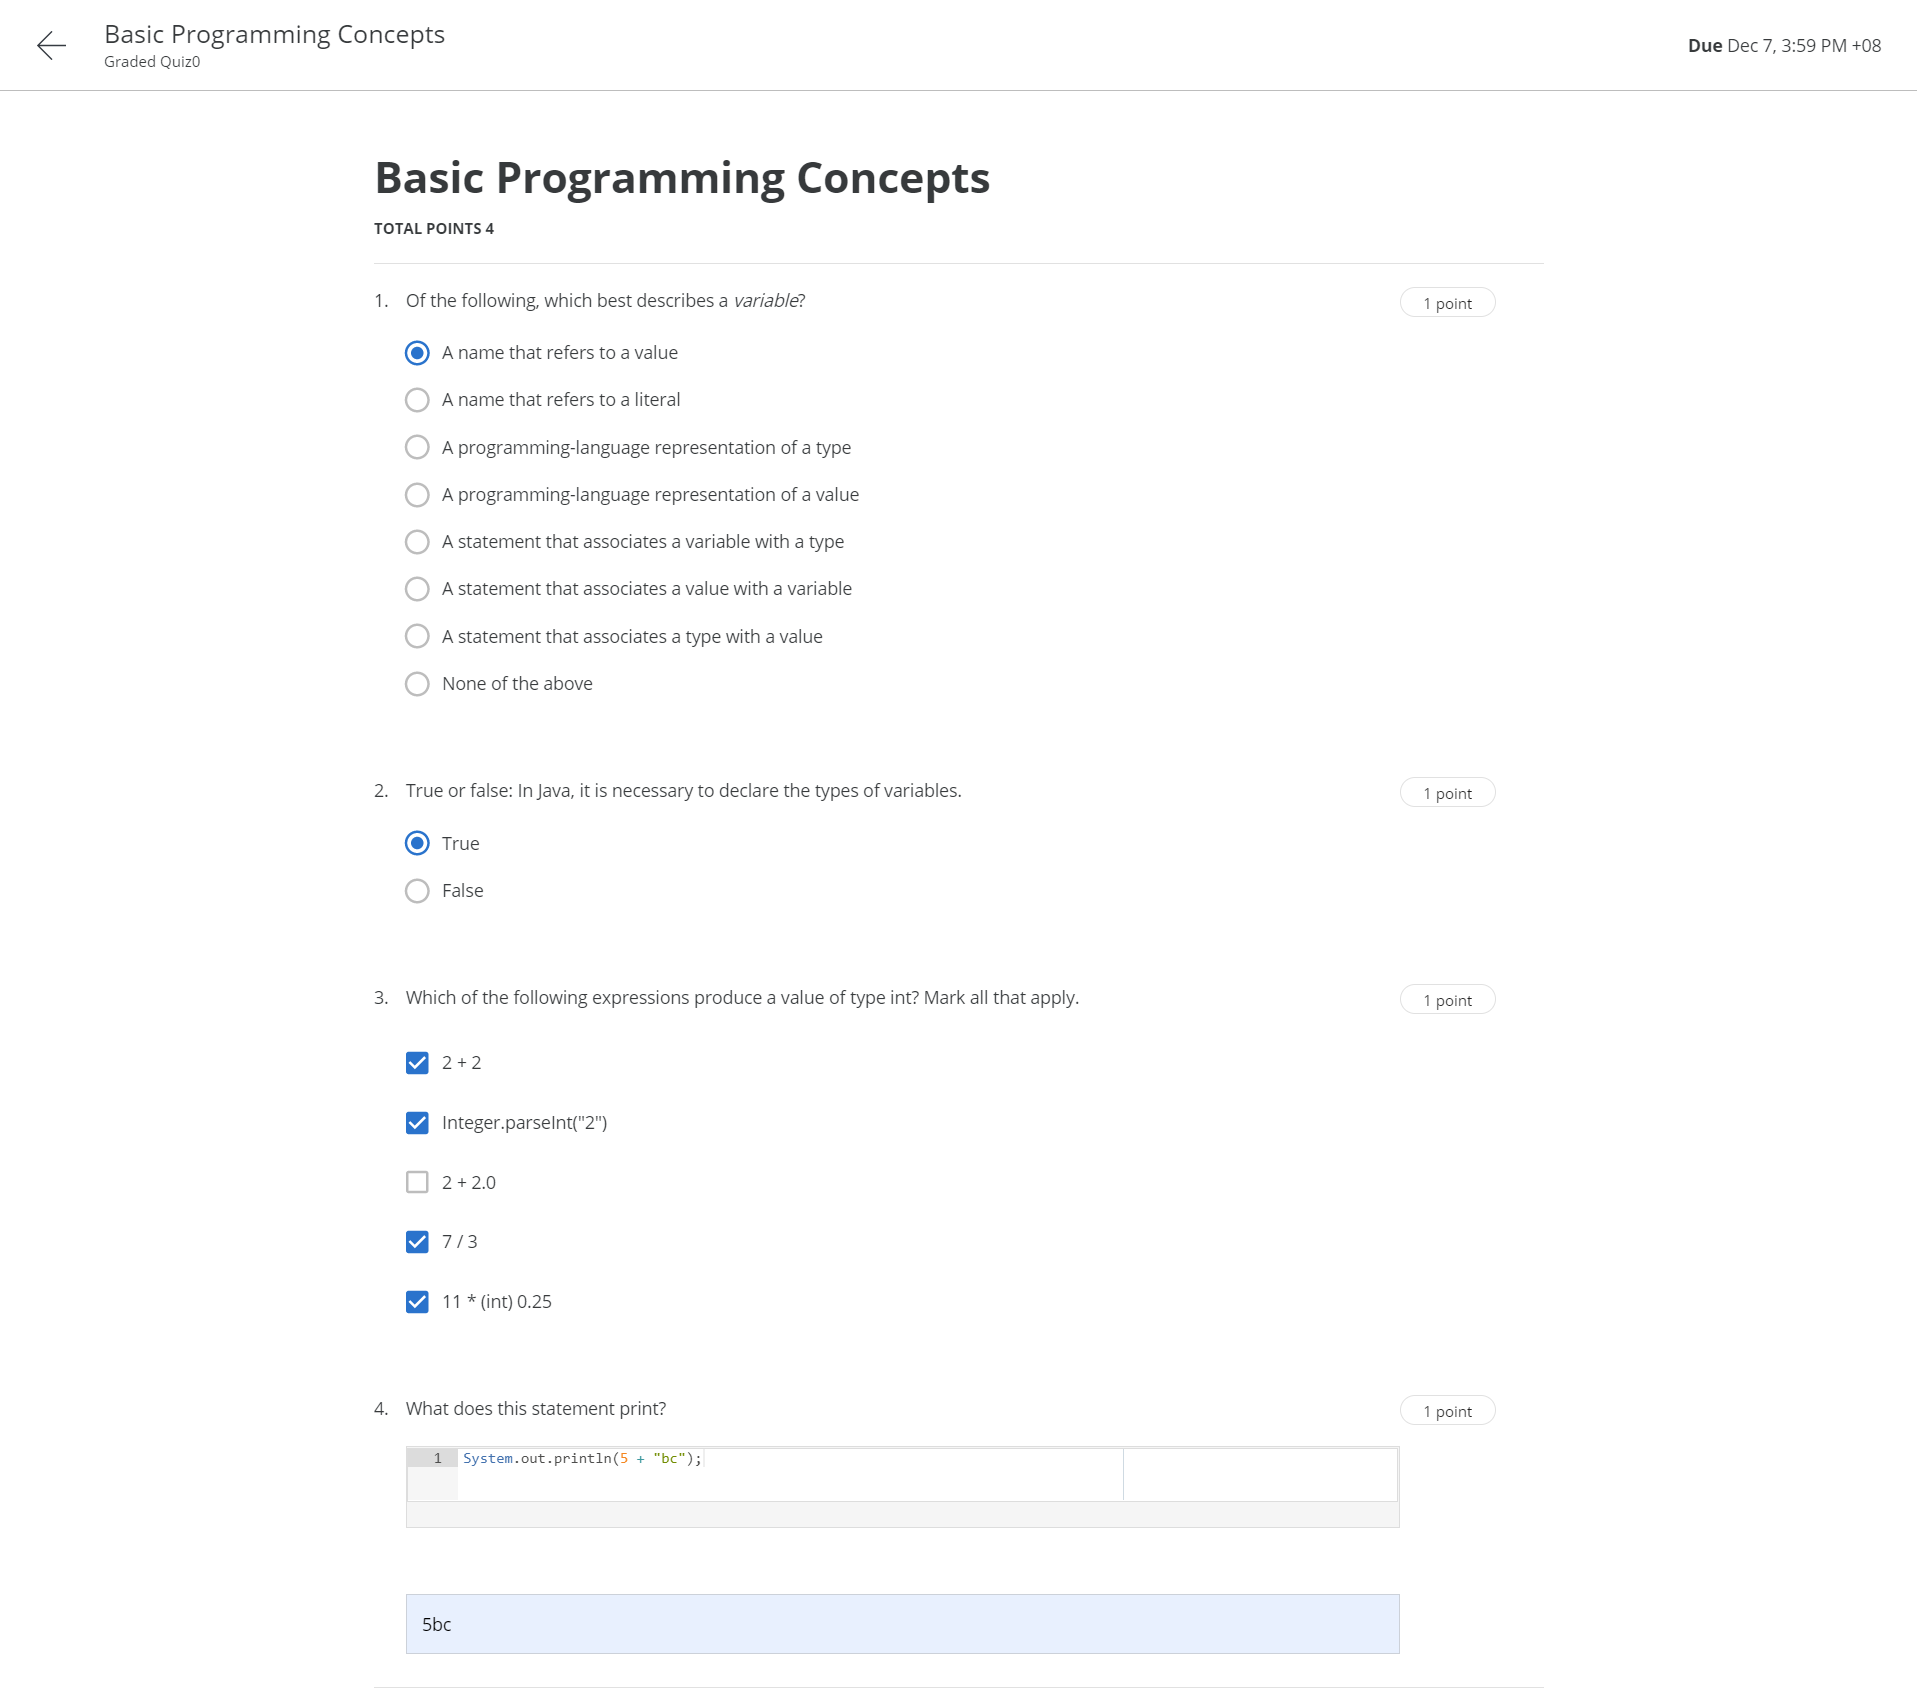 Basic Programming Concepts
Graded Quiz0
Due Dec 7, 3:59 PM +08
Basic Programming Concepts
TOTAL POINTS 4
1. Of the following, which best describes a variable?
1 point
A name that refers to a value
A name that refers to a literal
A programming-language representation of a type
A programming-language representation of a value
A statement that associates a variable with a type
A statement that associates a value with a variable
A statement that associates a type with a value
None of the above
2. True or false: In Java, it is necessary to declare the types of variables.
1 point
True
False
3. Which of the following expressions produce a value of type int? Mark all that apply.
1 point
2 + 2
Integer.parseInt("2")
2 + 2.0
7 / 3
11 * (int) 0.25
4. What does this statement print?
1 point
1 System.out.println(5 + "bc");
5bc